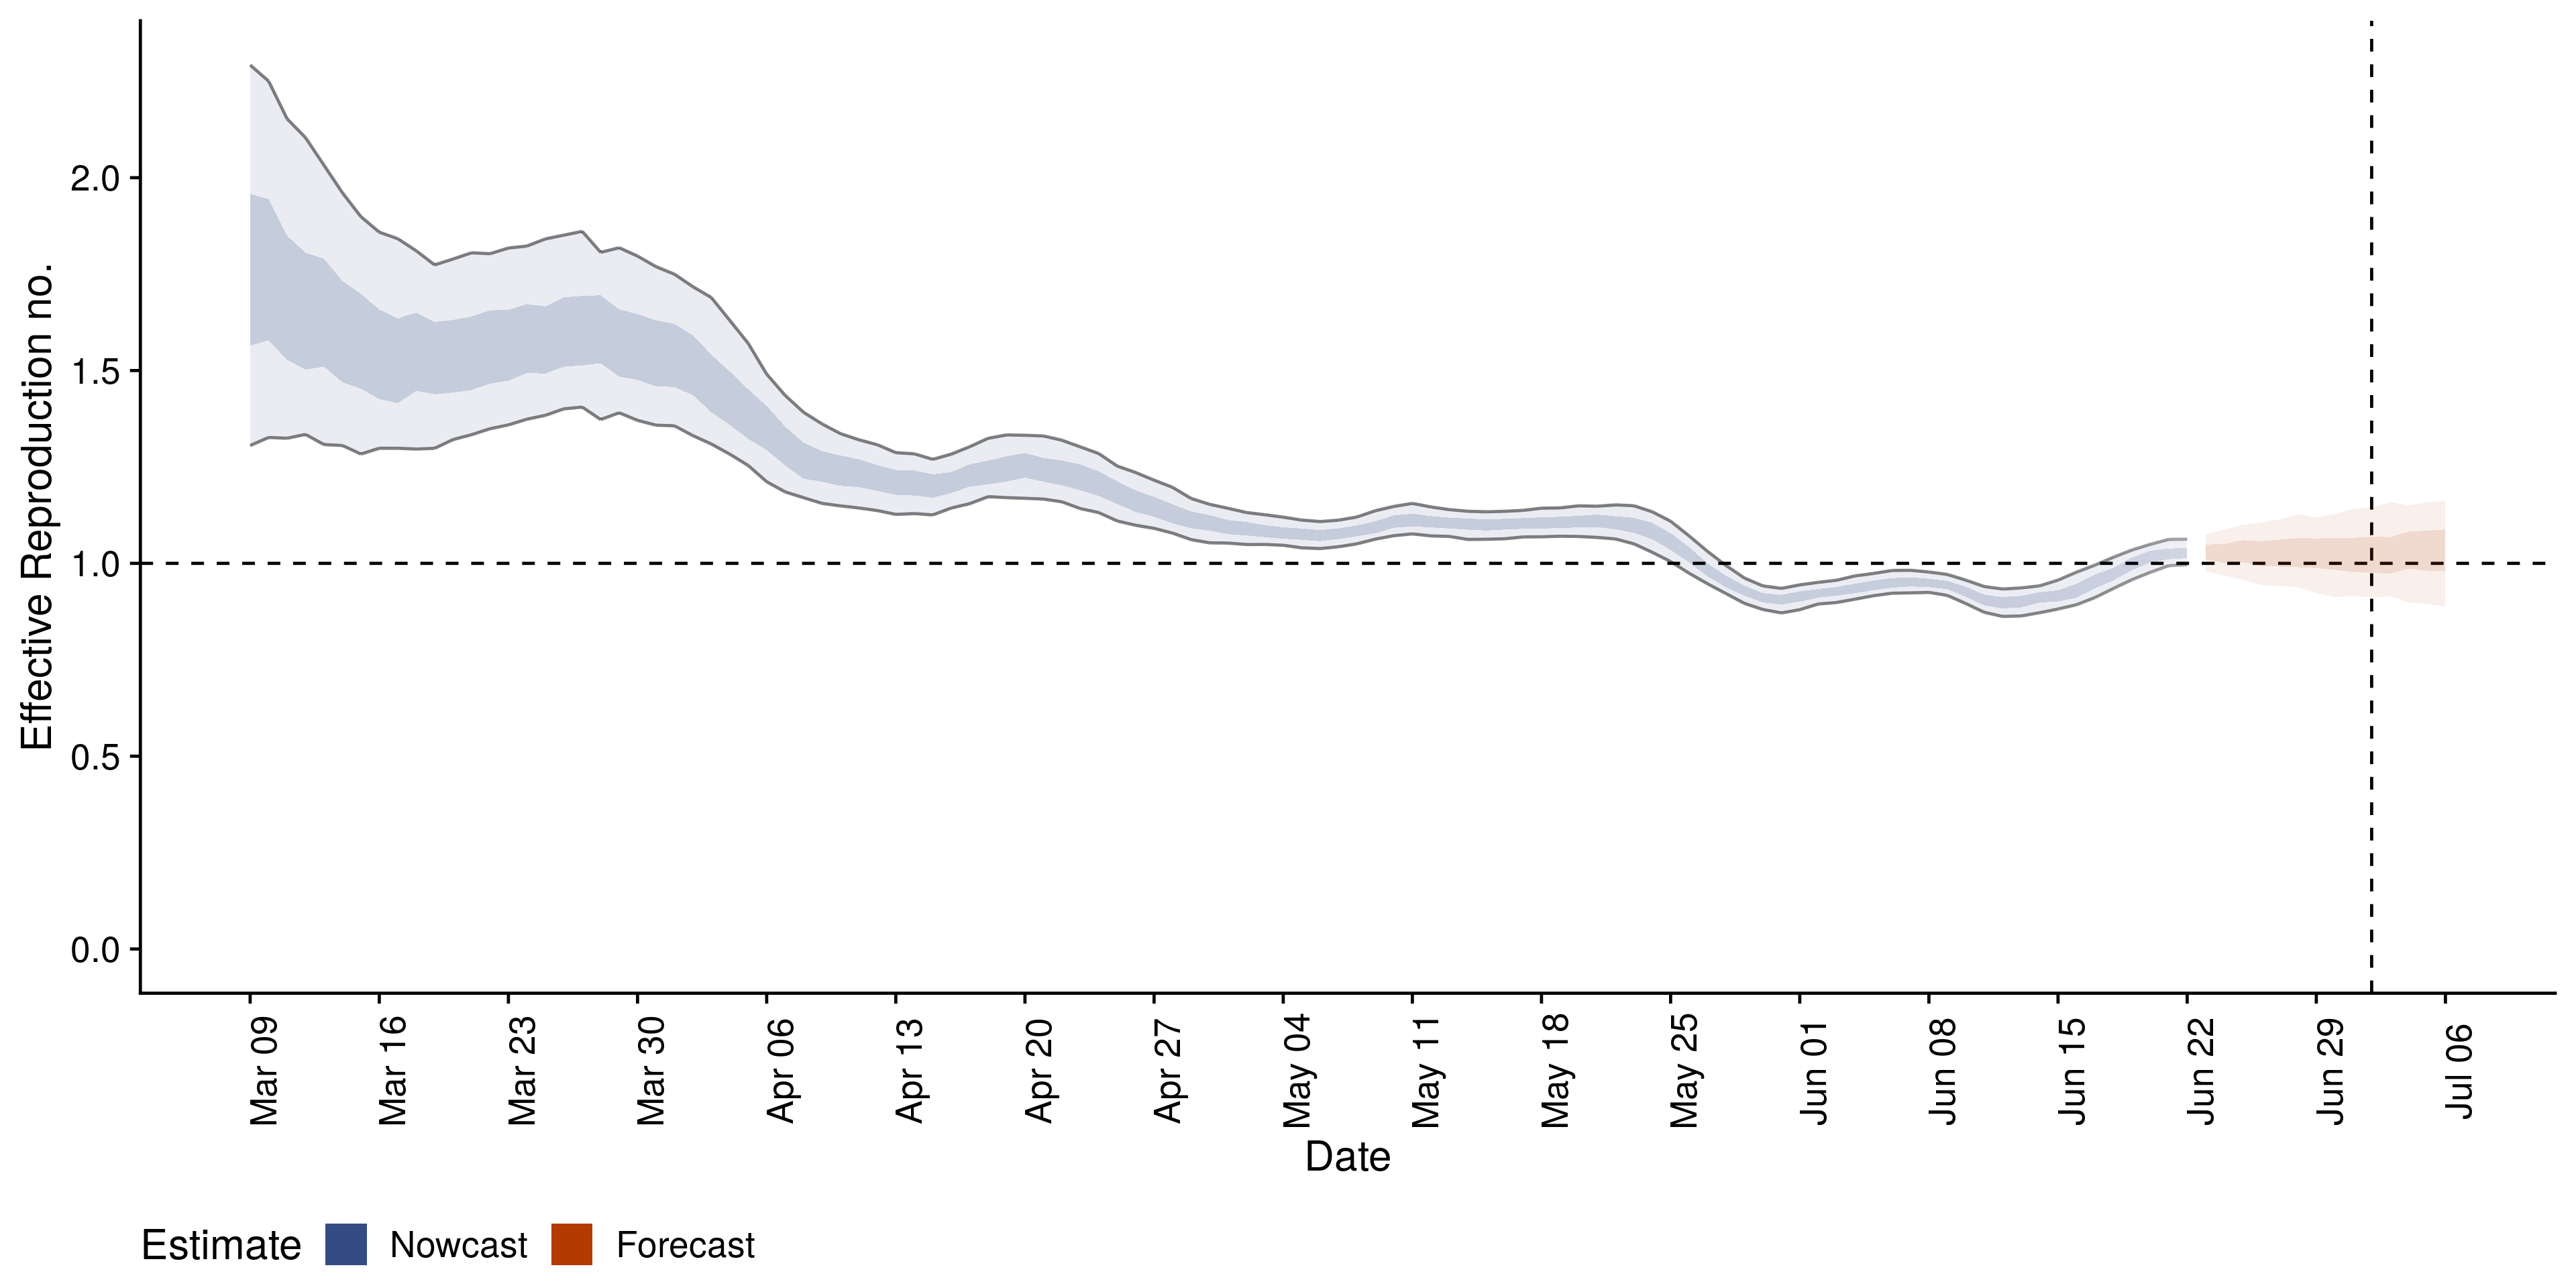 Effective Reproduction no.
2.0
1.5
1.0
0.5
0.0
Mar 09
Mar 16
Mar 23
Mar 30
Apr 06
Apr 13
Apr 20
Apr 27
May 04
May 11
May 18
May 25
Jun 01
Jun 08
Jun 15
Jun 22
Jun 29
Jul 06
Date
Estimate Nowcast Forecast